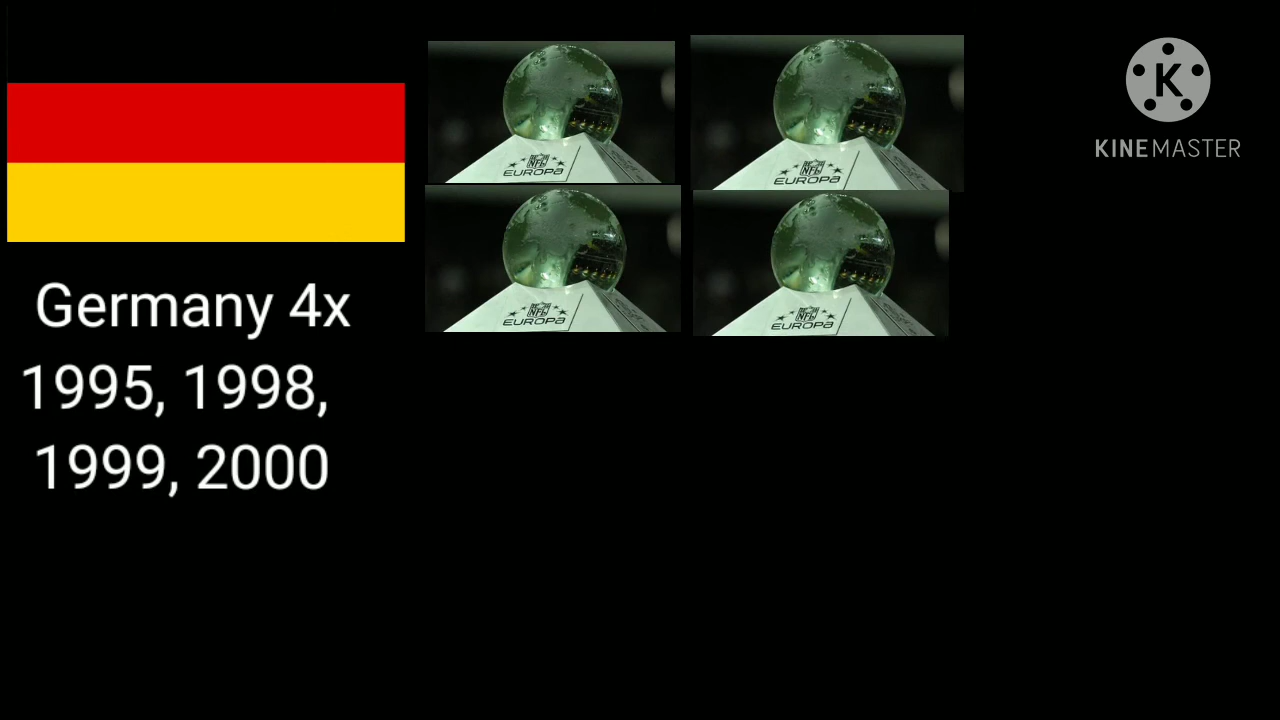 Germany 4x
1995, 1998,
1999, 2000
NFL
EUROPA
NFL
EUROPA
NFL
EUROPA
NFL
EUROPA
K
KINEMASTER